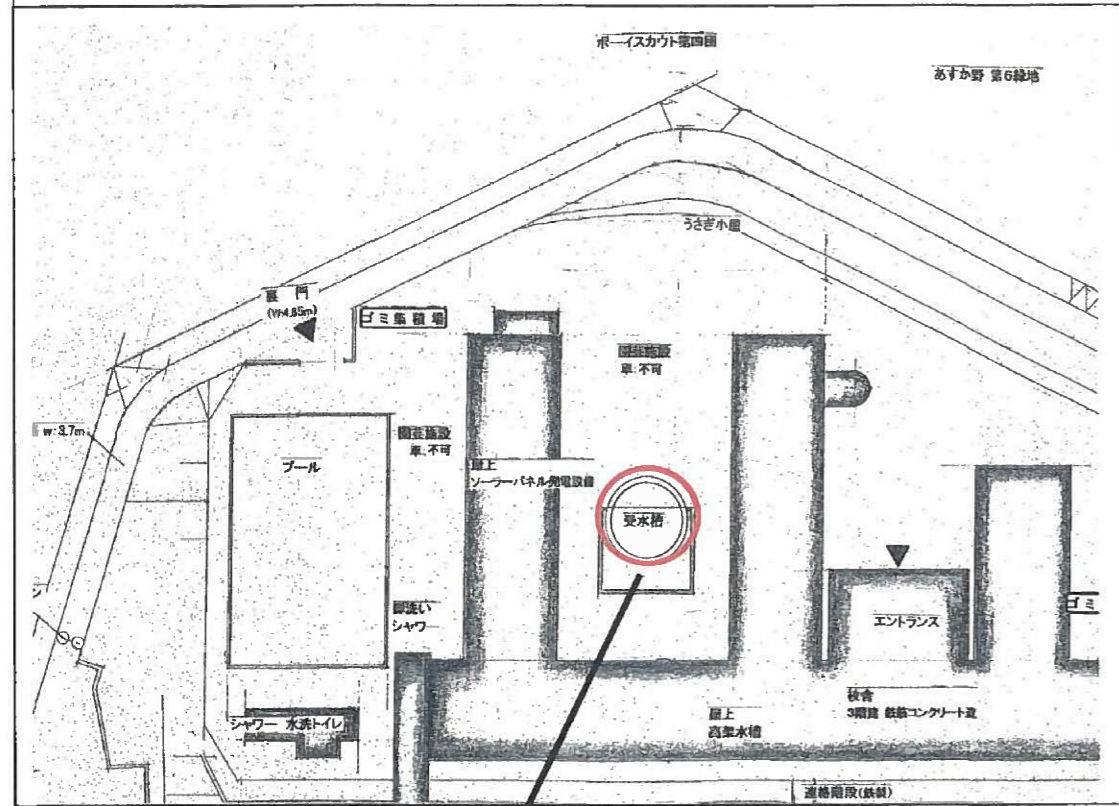 ボーイスカウト第四団
あすか野 第6緑地
うさぎ小屋
裏 門
(W:4.85m)
ゴミ集積場
園芸施設
車:不可
w:3.7m
園芸施設
車:不可
プール
屋上
ソーラーパネル発電設備
受水槽
脚洗い
シャワー
エントランス
ゴミ
シャワー 水洗トイレ
屋上
高架水槽
校舎
3階建 鉄筋コンクリート造
連絡階段(鉄製)